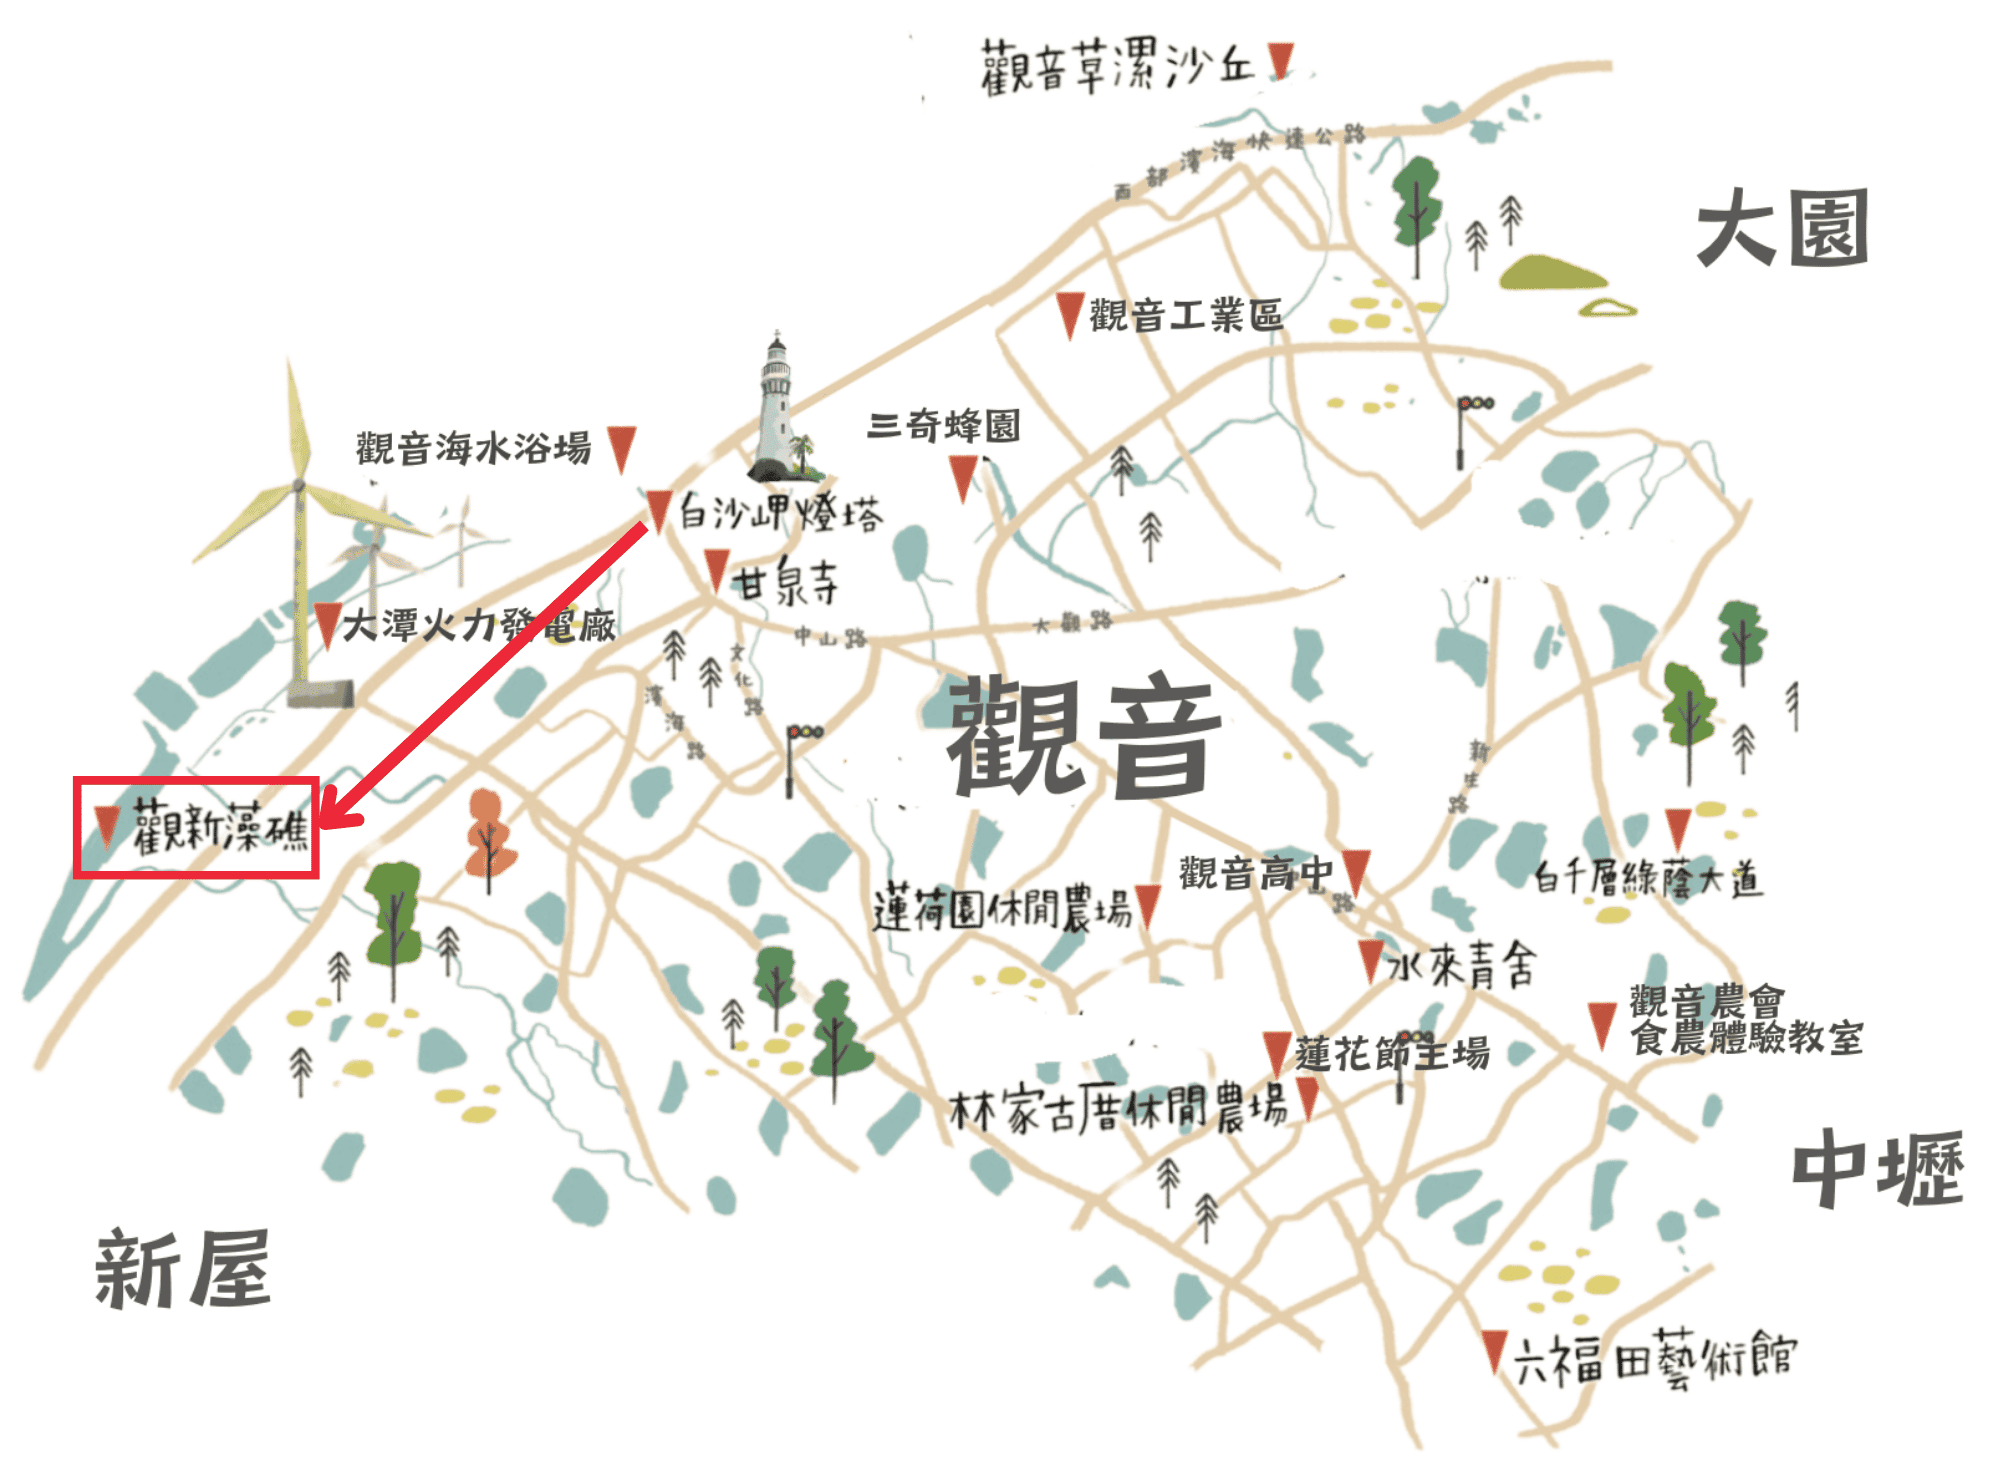 觀音草漯沙丘
西部濱海快速公路
大園
觀音工業區
三奇蜂園
觀音海水浴場
白沙岬燈塔
甘泉寺
大潭火力發電廠
中山路
大觀路
文化路
濱海路
觀音
新生路
觀新藻礁
觀音高中
山路
蓮荷園休閒農場
白千層綠蔭大道
水來青舍
觀音農會
食農體驗教室
蓮花節主場
林家古厝休閒農場
中壢
新屋
六福田藝術館